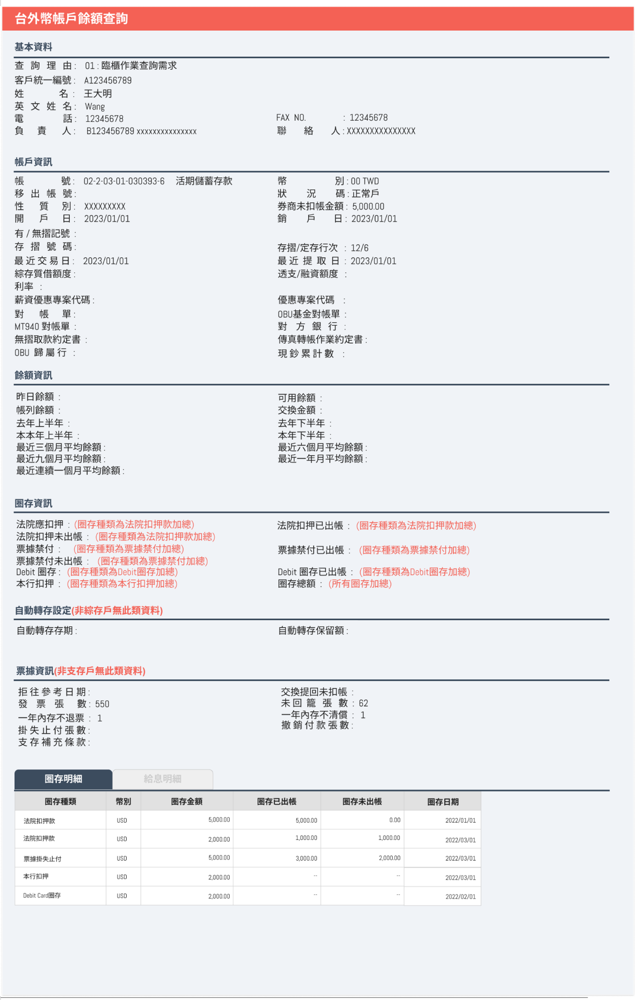 台外幣帳戶餘額查詢
基本資料
查 詢 理 由 : 01 : 臨櫃作業查詢需求
客戶統一編號 : A123456789
姓 名 : 王大明
英 文 姓 名 : Wang
電 話 : 12345678 FAX NO. : 12345678
負 責 人 : B123456789 xxxxxxxxxxxxxxx 聯 絡 人 : XXXXXXXXXXXXXXX
帳戶資訊
帳 號 : 02-2-03-01-030393-6 活期儲蓄存款 幣 別 : 00 TWD
移 出 帳 號 : 狀 況 碼 : 正常戶
性 質 別 : XXXXXXXXX 券商未扣帳金額 : 5,000.00
開 戶 日 : 2023/01/01 銷 戶 日 : 2023/01/01
有 / 無摺記號 :
存 摺 號 碼 : 存摺/定存行次 : 12/6
最 近 交 易 日 : 2023/01/01 最 近 提 取 日 : 2023/01/01
綜存質借額度 : 透支/融資額度 :
利率 :
薪資優惠專案代碼 : 優惠專案代碼 :
對 帳 單 : OBU基金對帳單 :
MT940 對帳單 : 對 方 銀 行 :
無摺取款約定書 : 傳真轉帳作業約定書 :
OBU 歸 屬 行 : 現 鈔 累 計 數 :
餘額資訊
昨日餘額 : 可用餘額 :
帳列餘額 : 交換金額 :
去年上半年 : 去年下半年 :
本本年上半年 : 本年下半年 :
最近三個月平均餘額 : 最近六個月平均餘額 :
最近九個月平均餘額 : 最近一年月平均餘額 :
最近連續一個月平均餘額 :
圈存資訊
法院應扣押 : (圈存種類為法院扣押款加總) 法院扣押已出帳 : (圈存種類為法院扣押款加總)
法院扣押未出帳 : (圈存種類為法院扣押款加總)
票據禁付 : (圈存種類為票據禁付加總) 票據禁付已出帳 : (圈存種類為票據禁付加總)
票據禁付未出帳 : (圈存種類為票據禁付加總)
Debit 圈存 : (圈存種類為Debit圈存加總) Debit 圈存已出帳 : (圈存種類為Debit圈存加總)
本行扣押 : (圈存種類為本行扣押加總) 圈存總額 : (所有圈存加總)
自動轉存設定(非綜存戶無此類資料)
自動轉存存期 : 自動轉存保留額 :
票據資訊(非支存戶無此類資料)
拒 往 參 考 日 期 : 交換提回未扣帳 :
發 票 張 數 : 550 未 回 籠 張 數 : 62
一年內存不退票 : 1 一年內存不清償 : 1
掛 失 止 付 張 數 : 撤 銷 付 款 張 數 :
支 存 補 充 條 款 :
圈存明細 給息明細
圈存種類 幣別 圈存金額 圈存已出帳 圈存未出帳 圈存日期
法院扣押款 USD 5,000.00 5,000.00 0.00 2022/01/01
法院扣押款 USD 2,000.00 1,000.00 1,000.00 2022/03/01
票據掛失止付 USD 5,000.00 3,000.00 2,000.00 2022/03/01
本行扣押 USD 2,000.00 -- -- 2022/03/01
Debit Card圈存 USD 2,000.00 -- -- 2022/02/01